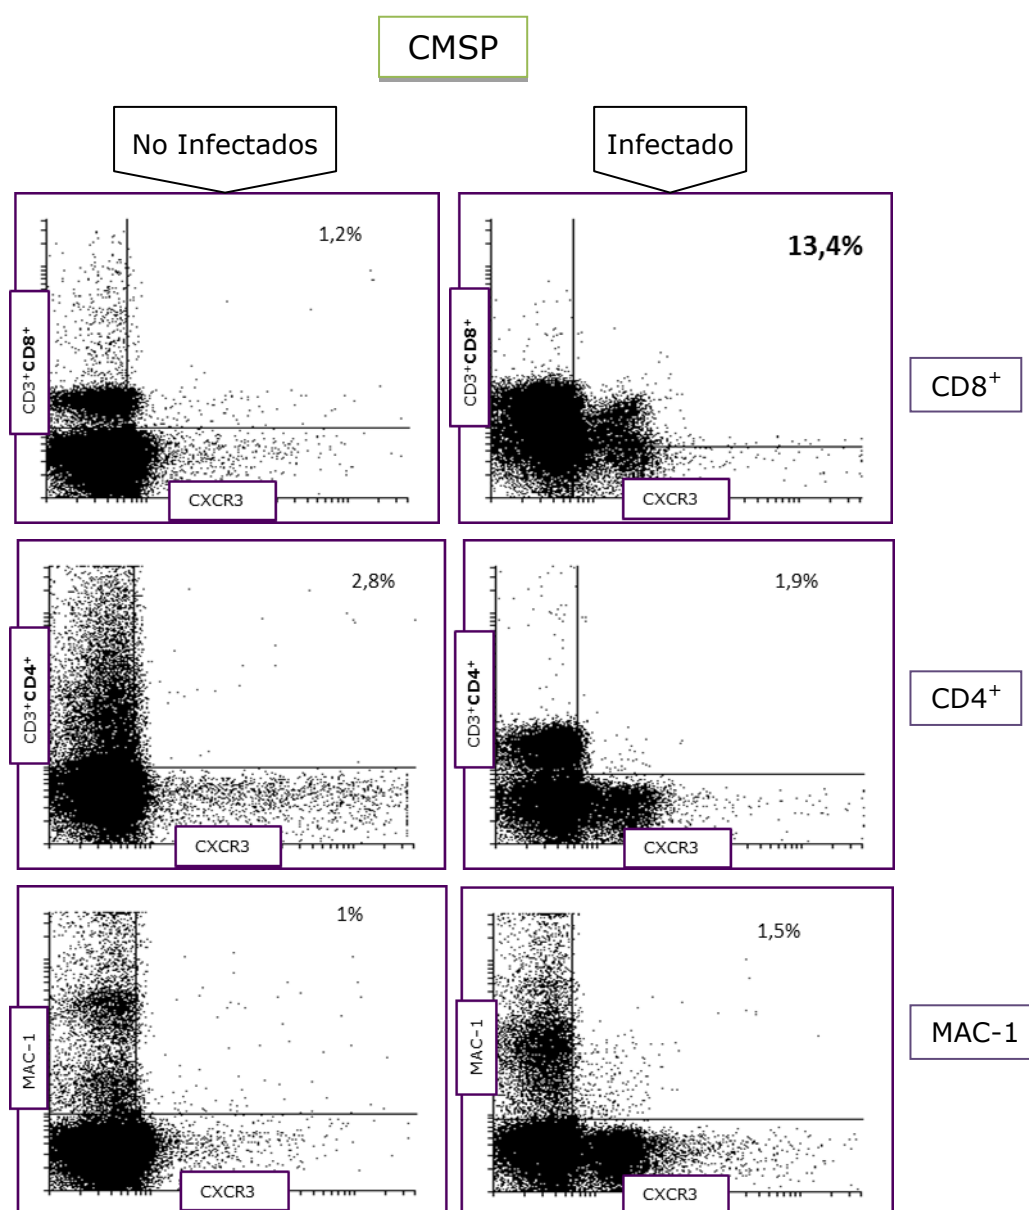 CMSP
No Infectados
Infectado
1,2%
CD3⁺CD8⁺
CXCR3
13,4%
CD3⁺CD8⁺
CXCR3
CD8⁺
2,8%
CD3⁺CD4⁺
CXCR3
1,9%
CD3⁺CD4⁺
CXCR3
CD4⁺
1%
MAC-1
CXCR3
1,5%
MAC-1
CXCR3
MAC-1